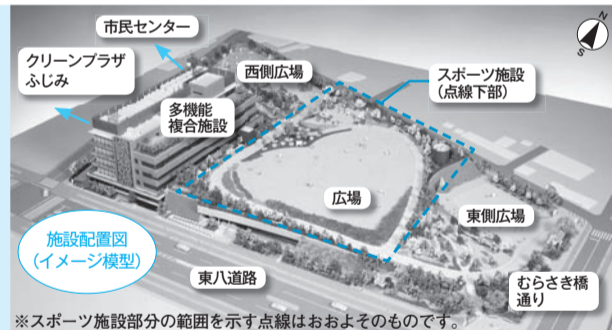 市民センター
クリーンプラザ
ふじみ
西側広場
スポーツ施設
(点線下部)
多機能
複合施設
広場
東側広場
施設配置図
(イメージ模型)
東八道路
むらさき橋
通り
※スポーツ施設部分の範囲を示す点線はおおよそのものです。
N
S